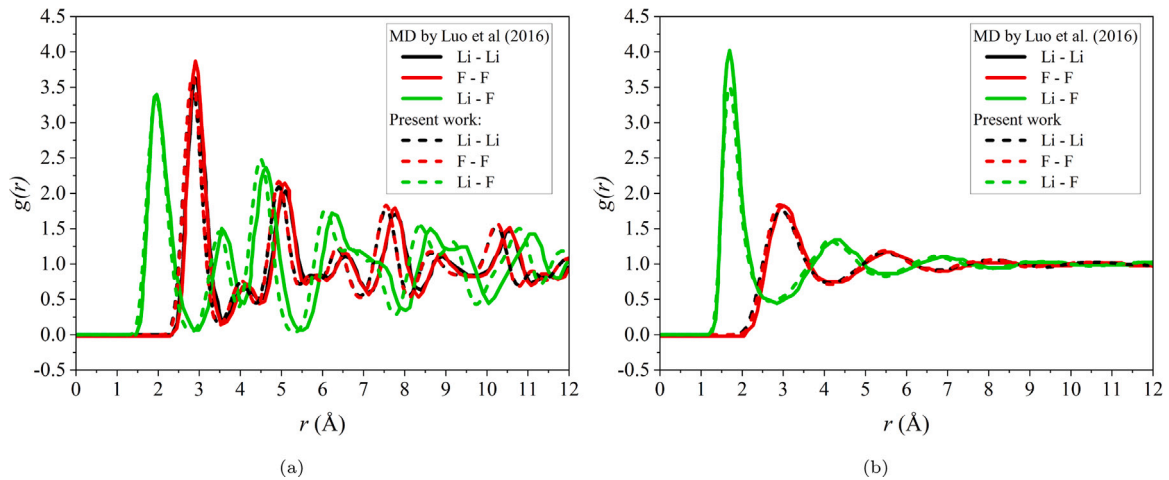 4.5
4.0
3.5
3.0
2.5
2.0
1.5
1.0
0.5
0.0
-0.5
g(r)
MD by Luo et al (2016)
Li - Li
F - F
Li - F
Present work:
Li - Li
F - F
Li - F
0 1 2 3 4 5 6 7 8 9 10 11 12
r (Å)
(a)
4.5
4.0
3.5
3.0
2.5
2.0
1.5
1.0
0.5
0.0
-0.5
g(r)
MD by Luo et al. (2016)
Li - Li
F - F
Li - F
Present work
Li - Li
F - F
Li - F
0 1 2 3 4 5 6 7 8 9 10 11 12
r (Å)
(b)